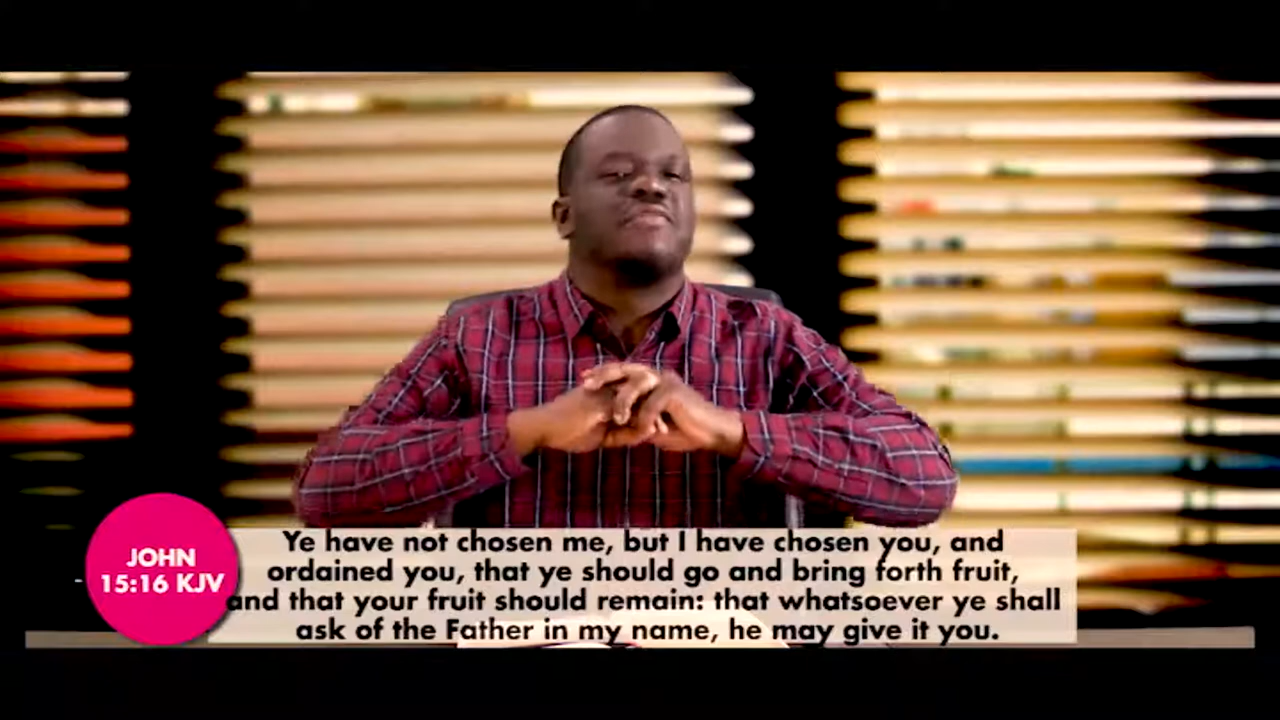 JOHN
15:16 KJV
Ye have not chosen me, but I have chosen you, and
ordained you, that ye should go and bring forth fruit,
and that your fruit should remain: that whatsoever ye shall
ask of the Father in my name, he may give it you.